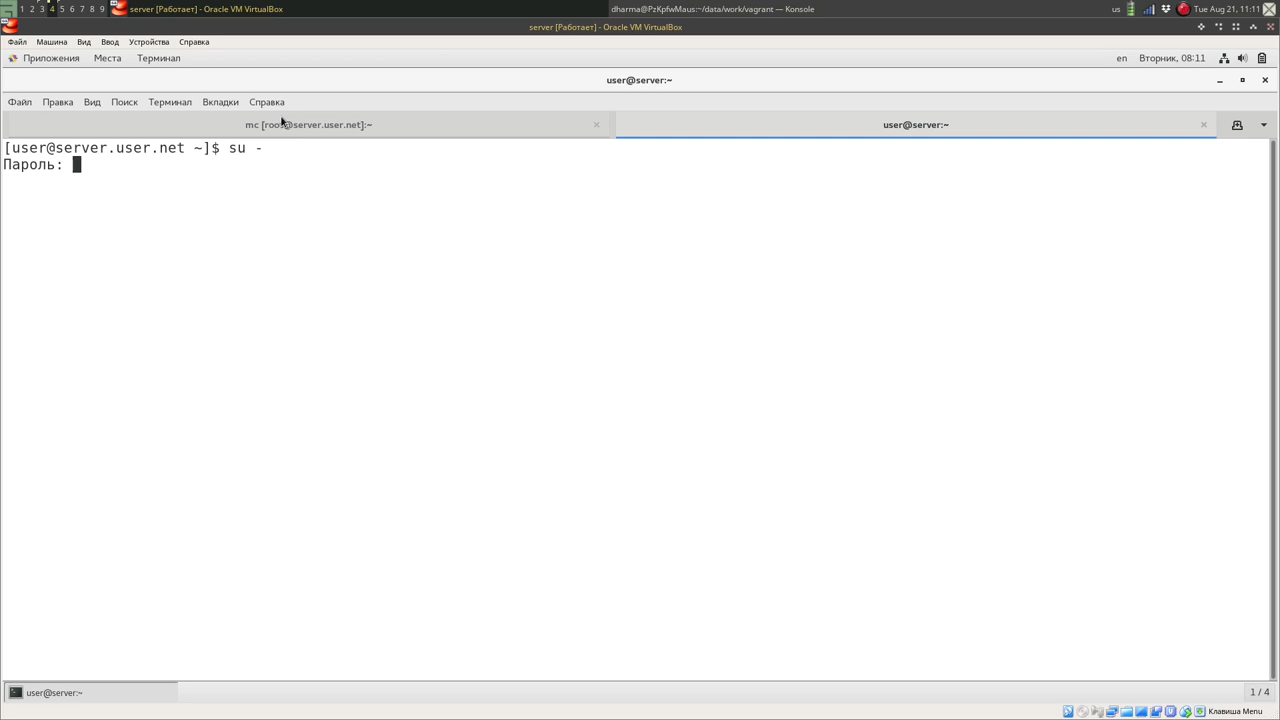 1 2 3 4 5 6 7 8 9 server [Работает] - Oracle VM VirtualBox dharma@PzKpfwMaus:~/data/work/vagrant — Konsole us Tue Aug 21, 11:11
server [Работает] - Oracle VM VirtualBox
Файл Машина Вид Ввод Устройства Справка
Приложения Места Терминал en Вторник, 08:11
user@server:~
Файл Правка Вид Поиск Терминал Вкладки Справка
mc [root@server.user.net]:~ user@server:~
[user@server.user.net ~]$ su -
Пароль:
user@server:~ 1 / 4
Клавиша Menu